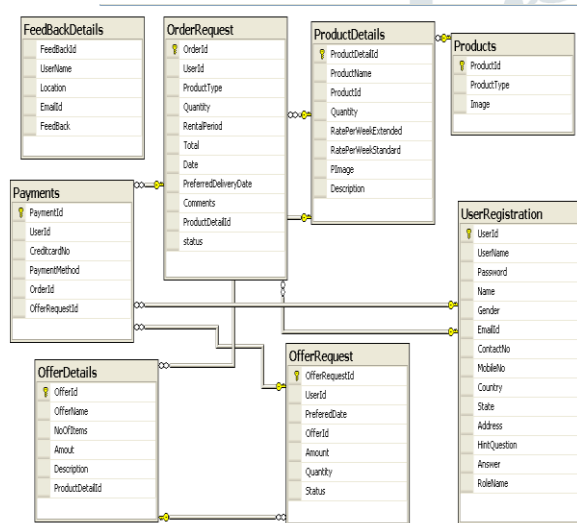 FeedBackDetails
FeedBackId
UserName
Location
EmailId
FeedBack
OrderRequest
OrderId
UserId
ProductType
Quantity
RentalPeriod
Total
Date
PreferredDeliveryDate
Comments
ProductDetailId
status
ProductDetails
ProductDetailId
ProductName
ProductId
Quantity
RatePerWeekExtended
RatePerWeekStandard
PImage
Description
Products
ProductId
ProductType
Image
Payments
PaymentId
UserId
CreditcardNo
PaymentMethod
OrderId
OfferRequestId
UserRegistration
UserId
UserName
Password
Name
Gender
EmailId
ContactNo
MobileNo
Country
State
Address
HintQuestion
Answer
RoleName
OfferDetails
OfferId
OfferName
NoOfItems
Amout
Description
ProductDetailId
OfferRequest
OfferRequestId
UserId
PreferedDate
OfferId
Amount
Quantity
Status